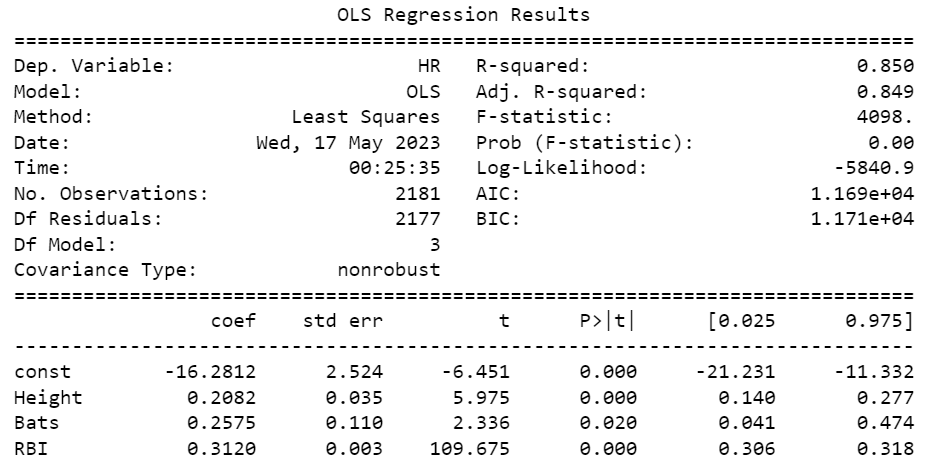 OLS Regression Results
==============================================================================
Dep. Variable: HR R-squared: 0.850
Model: OLS Adj. R-squared: 0.849
Method: Least Squares F-statistic: 4098.
Date: Wed, 17 May 2023 Prob (F-statistic): 0.00
Time: 00:25:35 Log-Likelihood: -5840.9
No. Observations: 2181 AIC: 1.169e+04
Df Residuals: 2177 BIC: 1.171e+04
Df Model: 3
Covariance Type: nonrobust
==============================================================================
coef std err t P>|t| [0.025 0.975]
------------------------------------------------------------------------------
const -16.2812 2.524 -6.451 0.000 -21.231 -11.332
Height 0.2082 0.035 5.975 0.000 0.140 0.277
Bats 0.2575 0.110 2.336 0.020 0.041 0.474
RBI 0.3120 0.003 109.675 0.000 0.306 0.318